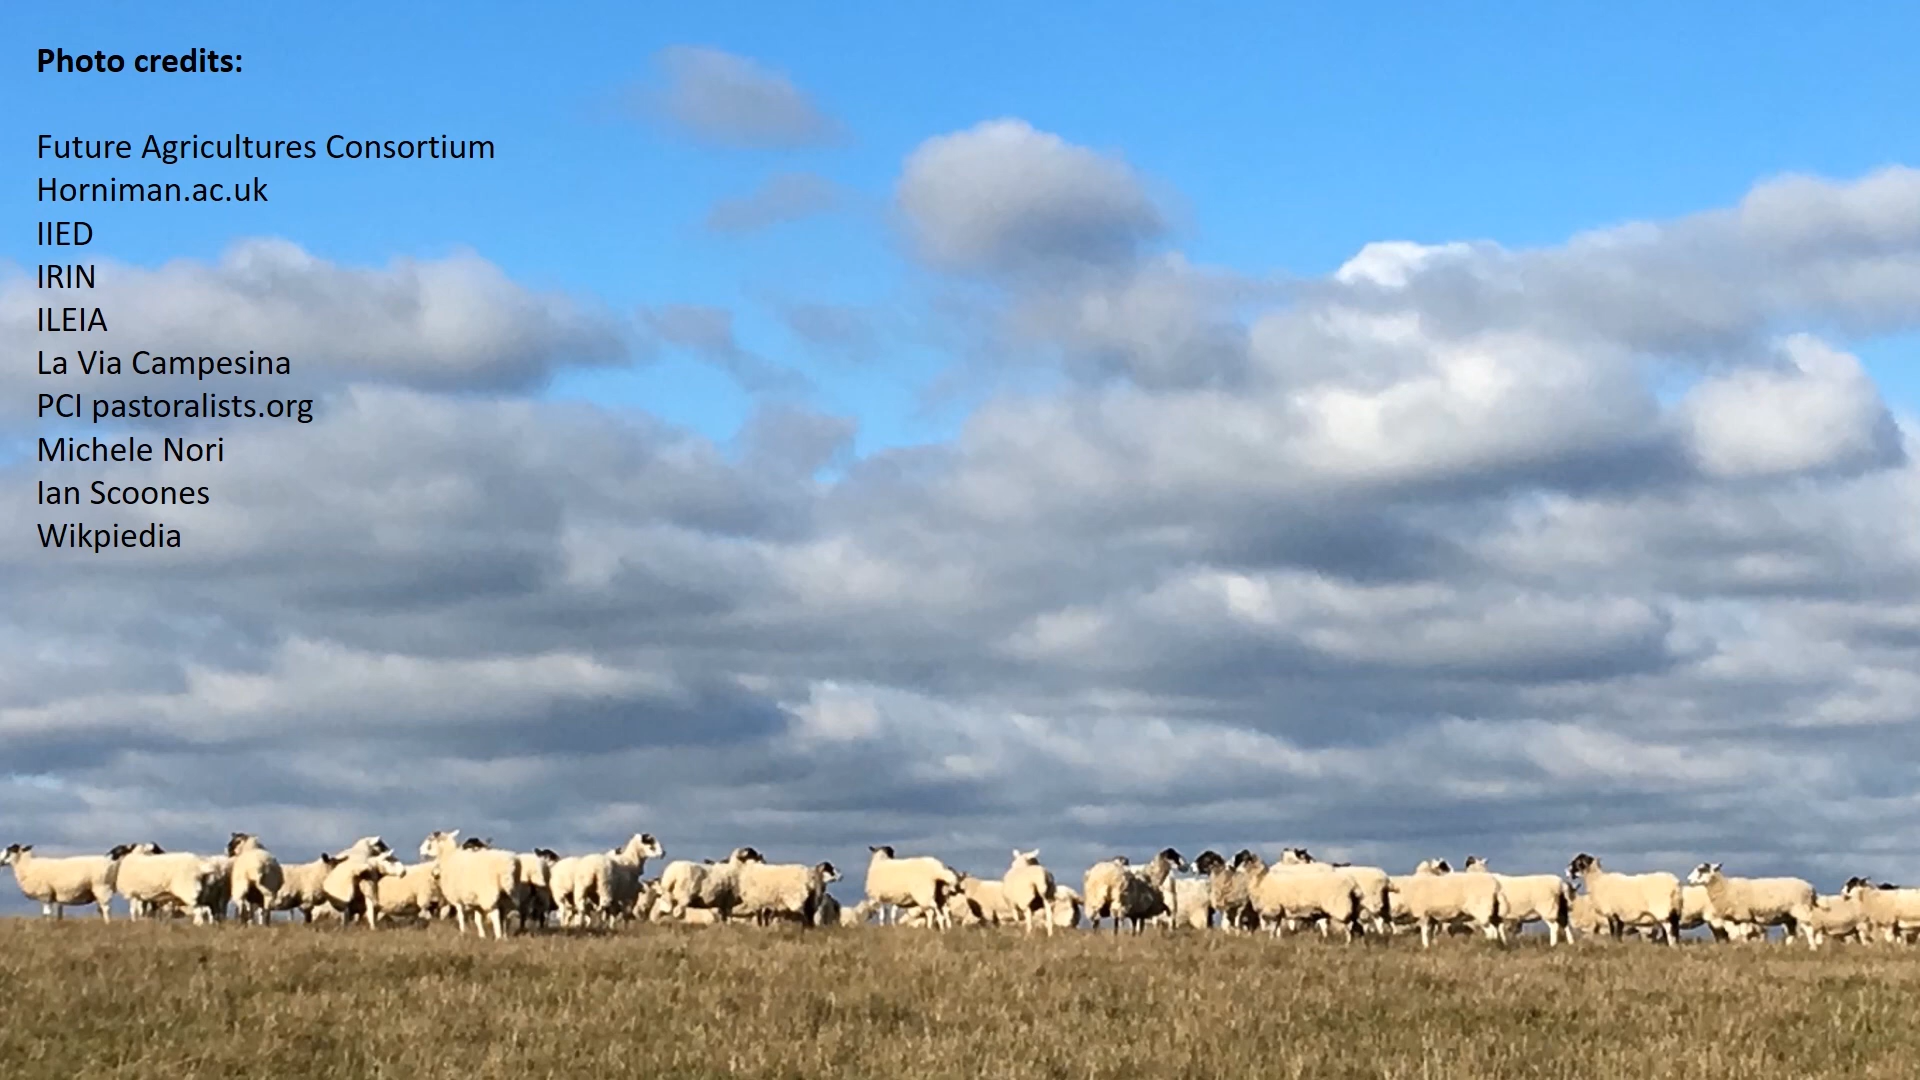 Photo credits:
Future Agricultures Consortium
Horniman.ac.uk
IIED
IRIN
ILEIA
La Via Campesina
PCI pastoralists.org
Michele Nori
Ian Scoones
Wikpiedia